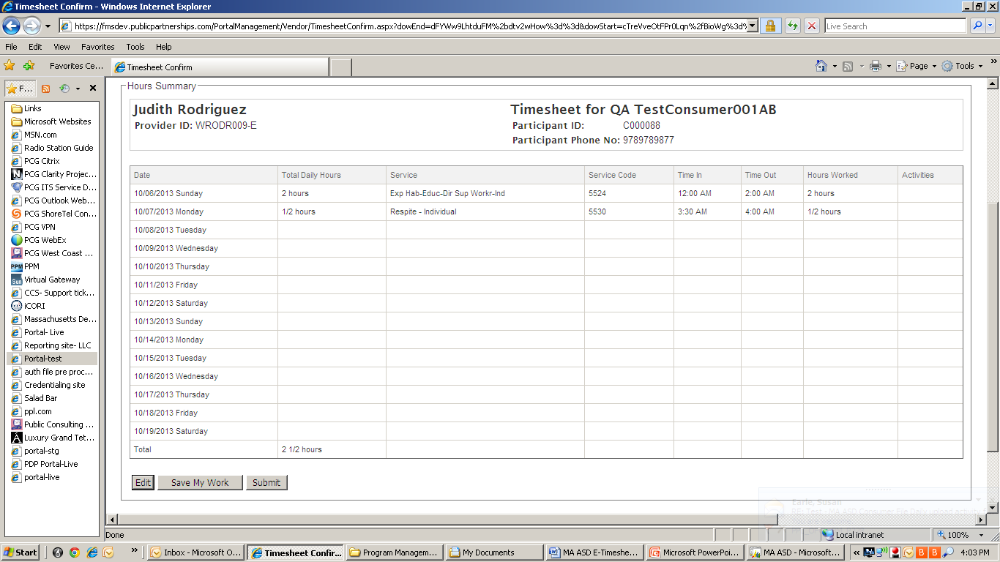 Timesheet Confirm - Windows Internet Explorer
https://fmsdev.publicpartnerships.com/PortalManagment/Vendor/TimesheetConfirm.aspx?dowEnd=dFYWw9LhtduFM%2bdtv2wHow%3d%3d&dowStart=cTreVveOtFPr0Lqn%2fBioWg%3d%
Live Search
File Edit View Favorites Tools Help
Favorites Ce...
Timesheet Confirm
Page Tools
F...
Links
Microsoft Websites
MSN.com
Radio Station Guide
PCG Citrix
PCG Clarity Projec...
PCG ITS Service D...
PCG Outlook Web...
PCG ShoreTel Con...
PCG VPN
PCG WebEx
PCG West Coast ...
PPM
Virtual Gateway
CCS- Support tick...
iCORI
Massachusetts De...
Portal- Live
Reporting site- LLC
Portal-test
auth file pre proc...
Credentialing site
Salad Bar
ppl.com
Public Consulting ...
Luxury Grand Tet...
portal-stg
PDP Portal-Live
portal-live
Hours Summary
Judith Rodriguez
Provider ID: WRODR009-E
Timesheet for QA TestConsumer001AB
Participant ID: C000088
Participant Phone No: 9789789877
Date Total Daily Hours Service Service Code Time In Time Out Hours Worked Activities
10/06/2013 Sunday 2 hours Exp Hab-Educ-Dir Sup Workr-Ind 5524 12:00 AM 2:00 AM 2 hours
10/07/2013 Monday 1/2 hours Respite - Individual 5530 3:30 AM 4:00 AM 1/2 hours
10/08/2013 Tuesday
10/09/2013 Wednesday
10/10/2013 Thursday
10/11/2013 Friday
10/12/2013 Saturday
10/13/2013 Sunday
10/14/2013 Monday
10/15/2013 Tuesday
10/16/2013 Wednesday
10/17/2013 Thursday
10/18/2013 Friday
10/19/2013 Saturday
Total 2 1/2 hours
Edit Save My Work Submit
Earle, Susan
RE: Test - MA ASD Consumer File Daily upload activity
Done
Local intranet
100%
Start
Inbox - Microsoft O...
Timesheet Confir...
Program Managem...
My Documents
MA ASD E-Timeshe...
Microsoft PowerPoi...
MA ASD - Microsoft...
4:03 PM